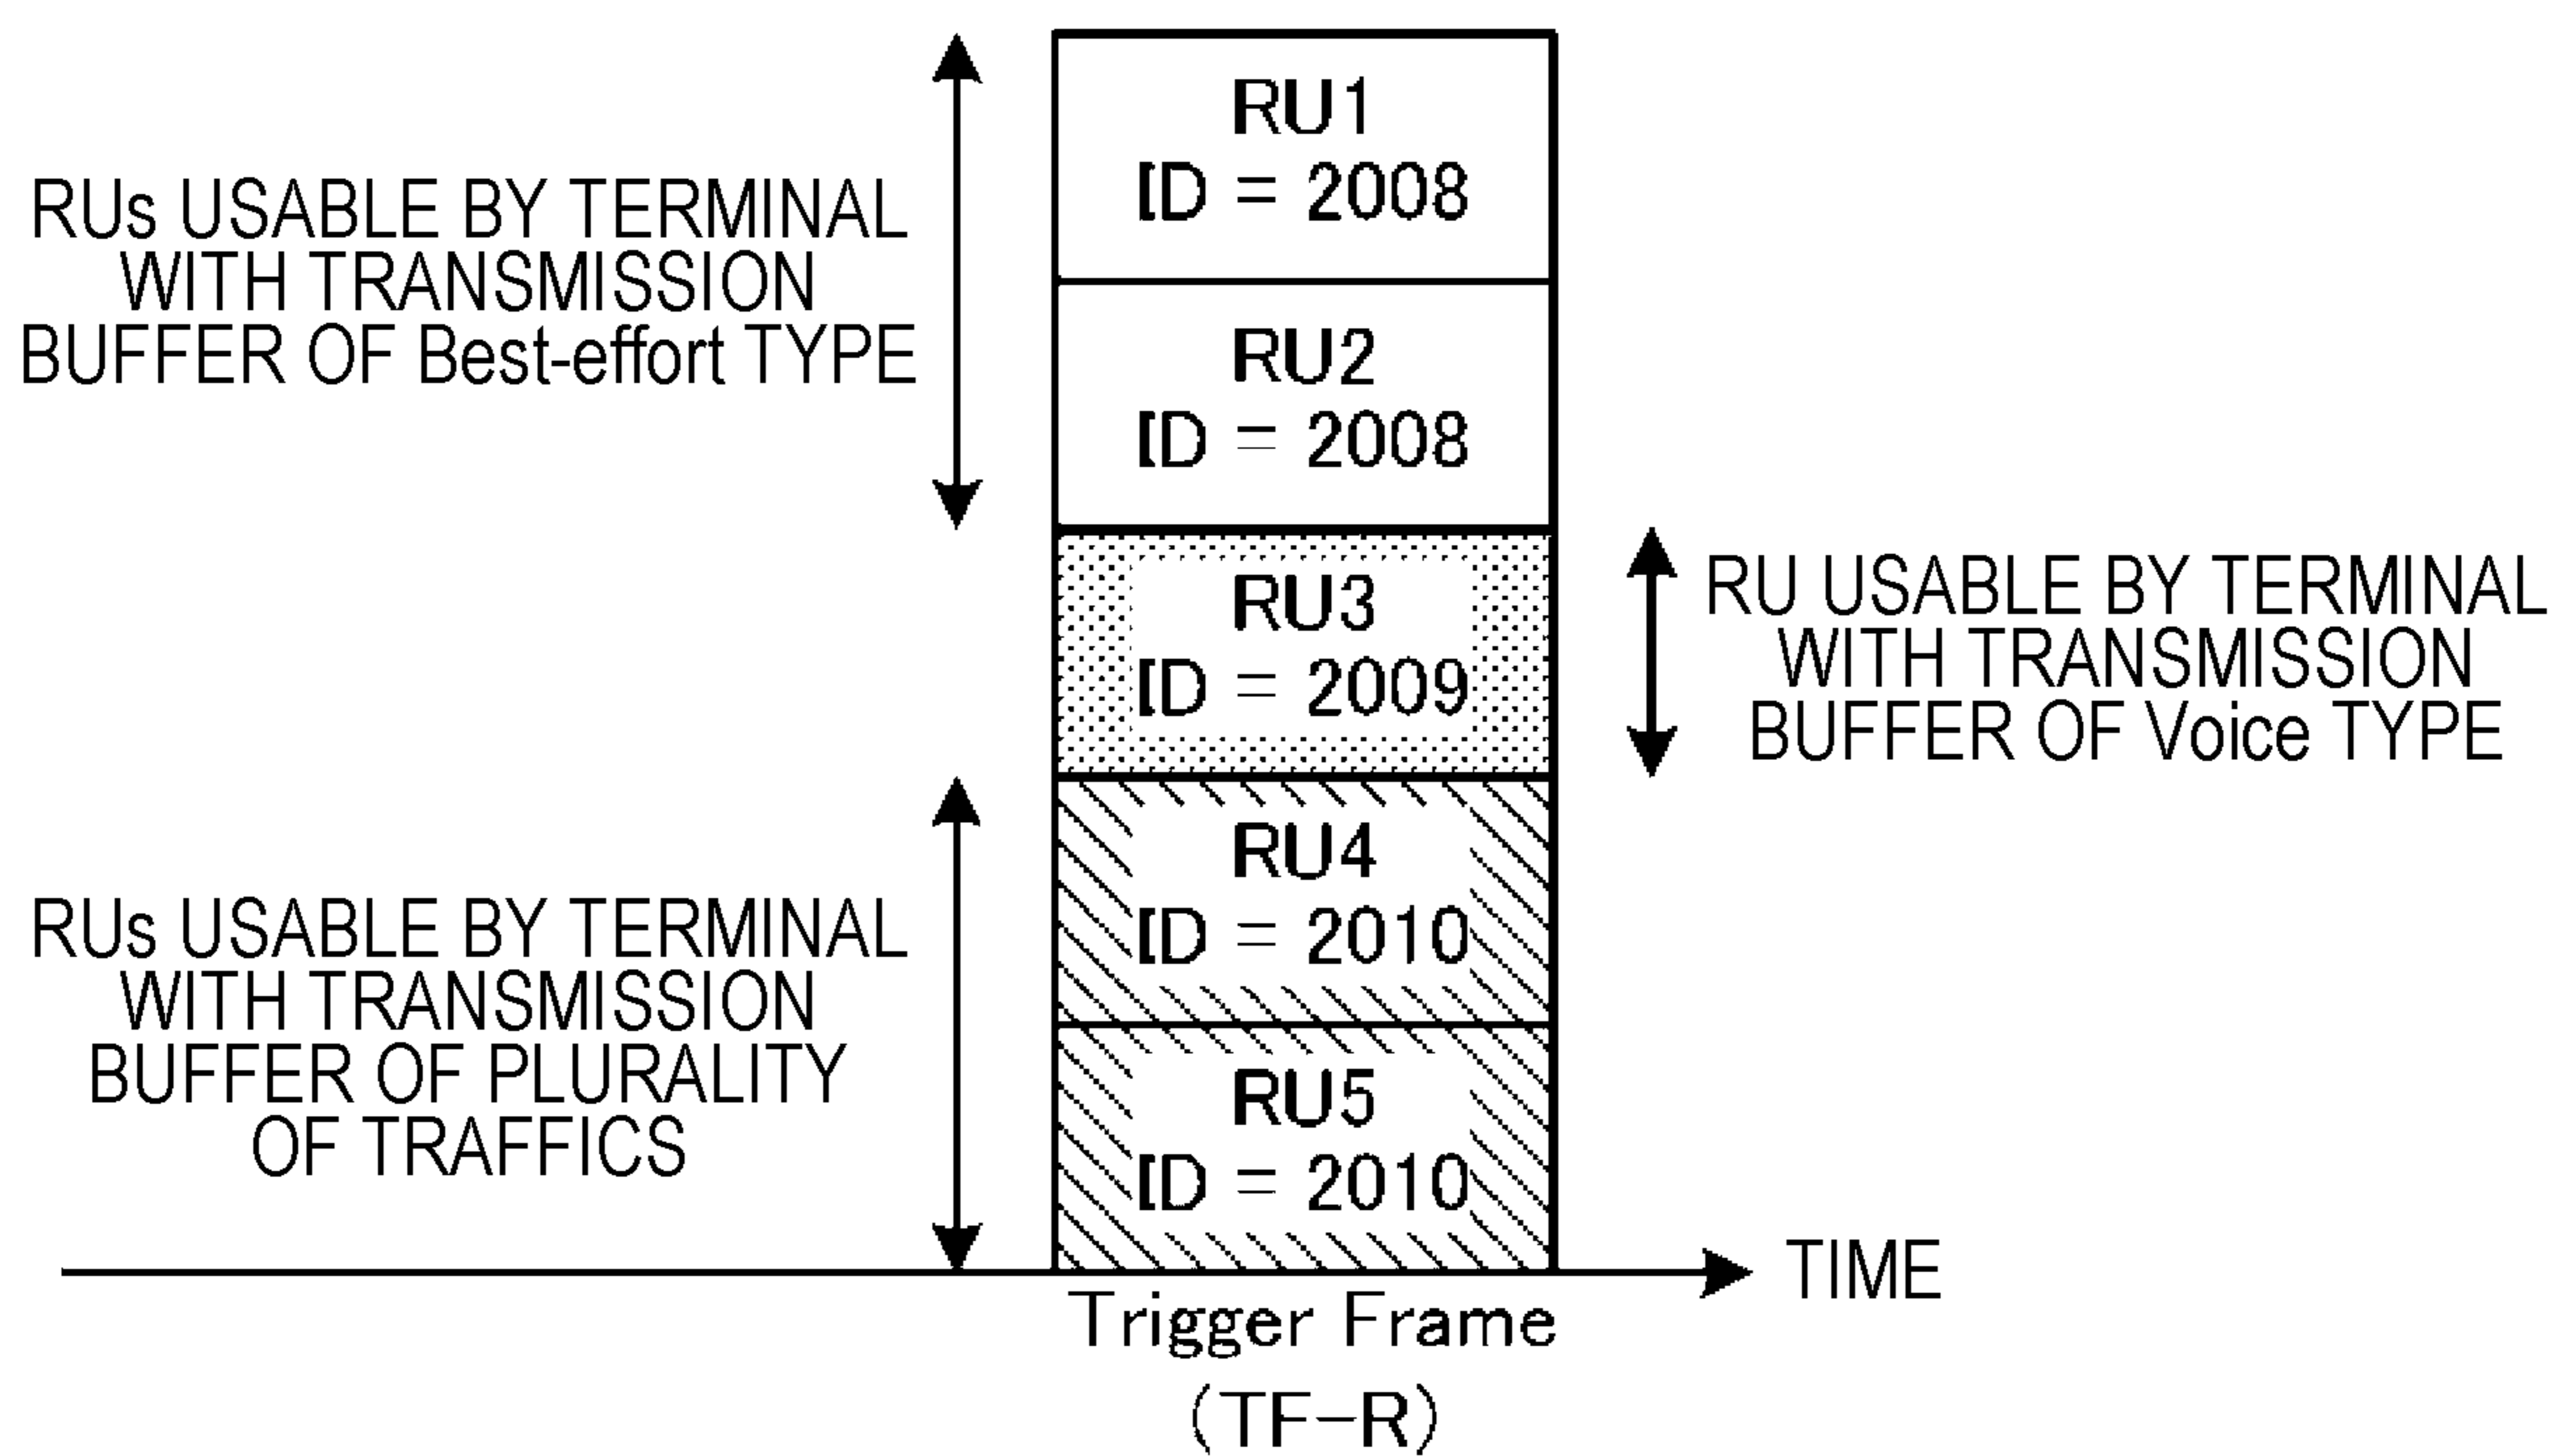 RU1
ID = 2008
RUs USABLE BY TERMINAL
WITH TRANSMISSION
BUFFER OF Best-effort TYPE
RU2
ID = 2008
RU3
ID = 2009
RU USABLE BY TERMINAL
WITH TRANSMISSION
BUFFER OF Voice TYPE
RU4
ID = 2010
RUs USABLE BY TERMINAL
WITH TRANSMISSION
BUFFER OF PLURALITY
OF TRAFFICS
RU5
ID = 2010
TIME
Trigger Frame
(TF-R)